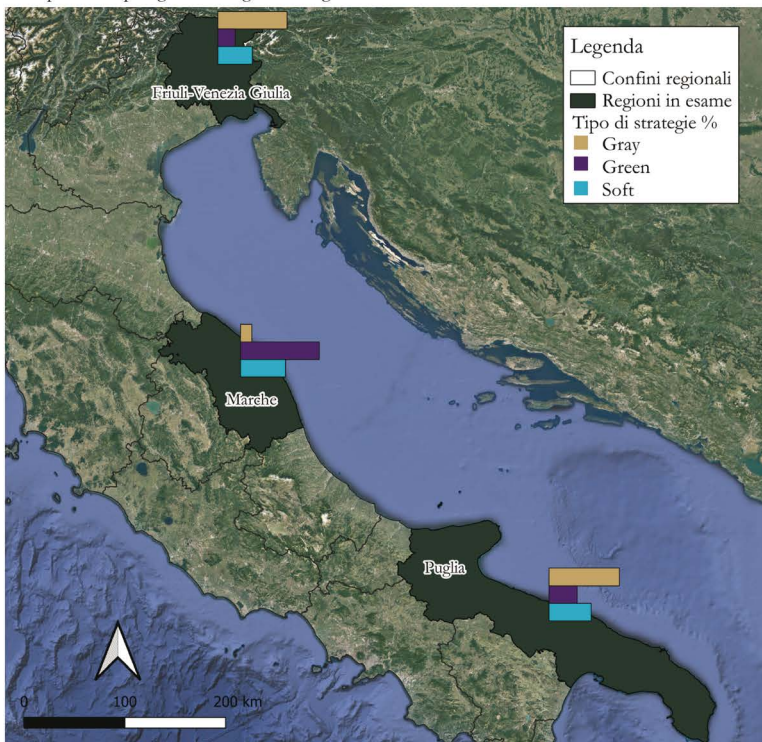 Legenda
Confini regionali
Regioni in esame
Tipo di strategie %
Gray
Green
Soft
Friuli-Venezia Giulia
Marche
Puglia
0 100 200 km